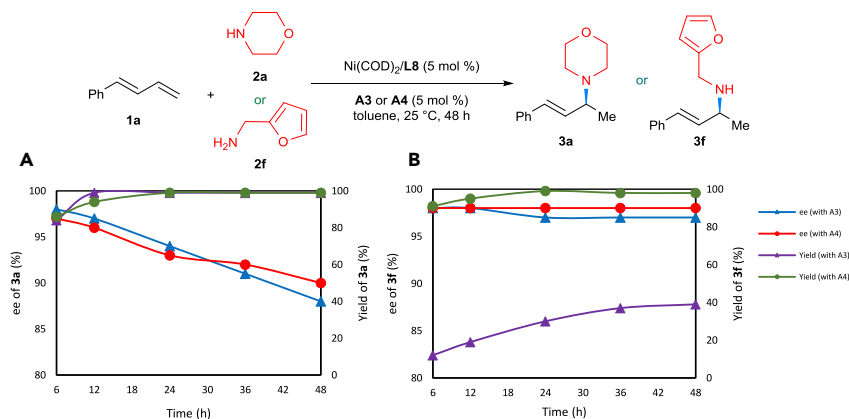 HN
O
2a
Ph
1a
+
or
H₂N
O
2f
Ni(COD)₂/L8 (5 mol %)
A3 or A4 (5 mol %)
toluene, 25 °C, 48 h
O
N
Ph
Me
3a
or
O
NH
Ph
Me
3f
A
100
95
90
85
80
ee of 3a (%)
100
80
60
40
20
0
Yield of 3a (%)
6 12 18 24 30 36 42 48
Time (h)
B
100
95
90
85
80
ee of 3f (%)
100
80
60
40
20
0
Yield of 3f (%)
6 12 18 24 30 36 42 48
Time (h)
ee (with A3)
ee (with A4)
Yield (with A3)
Yield (with A4)